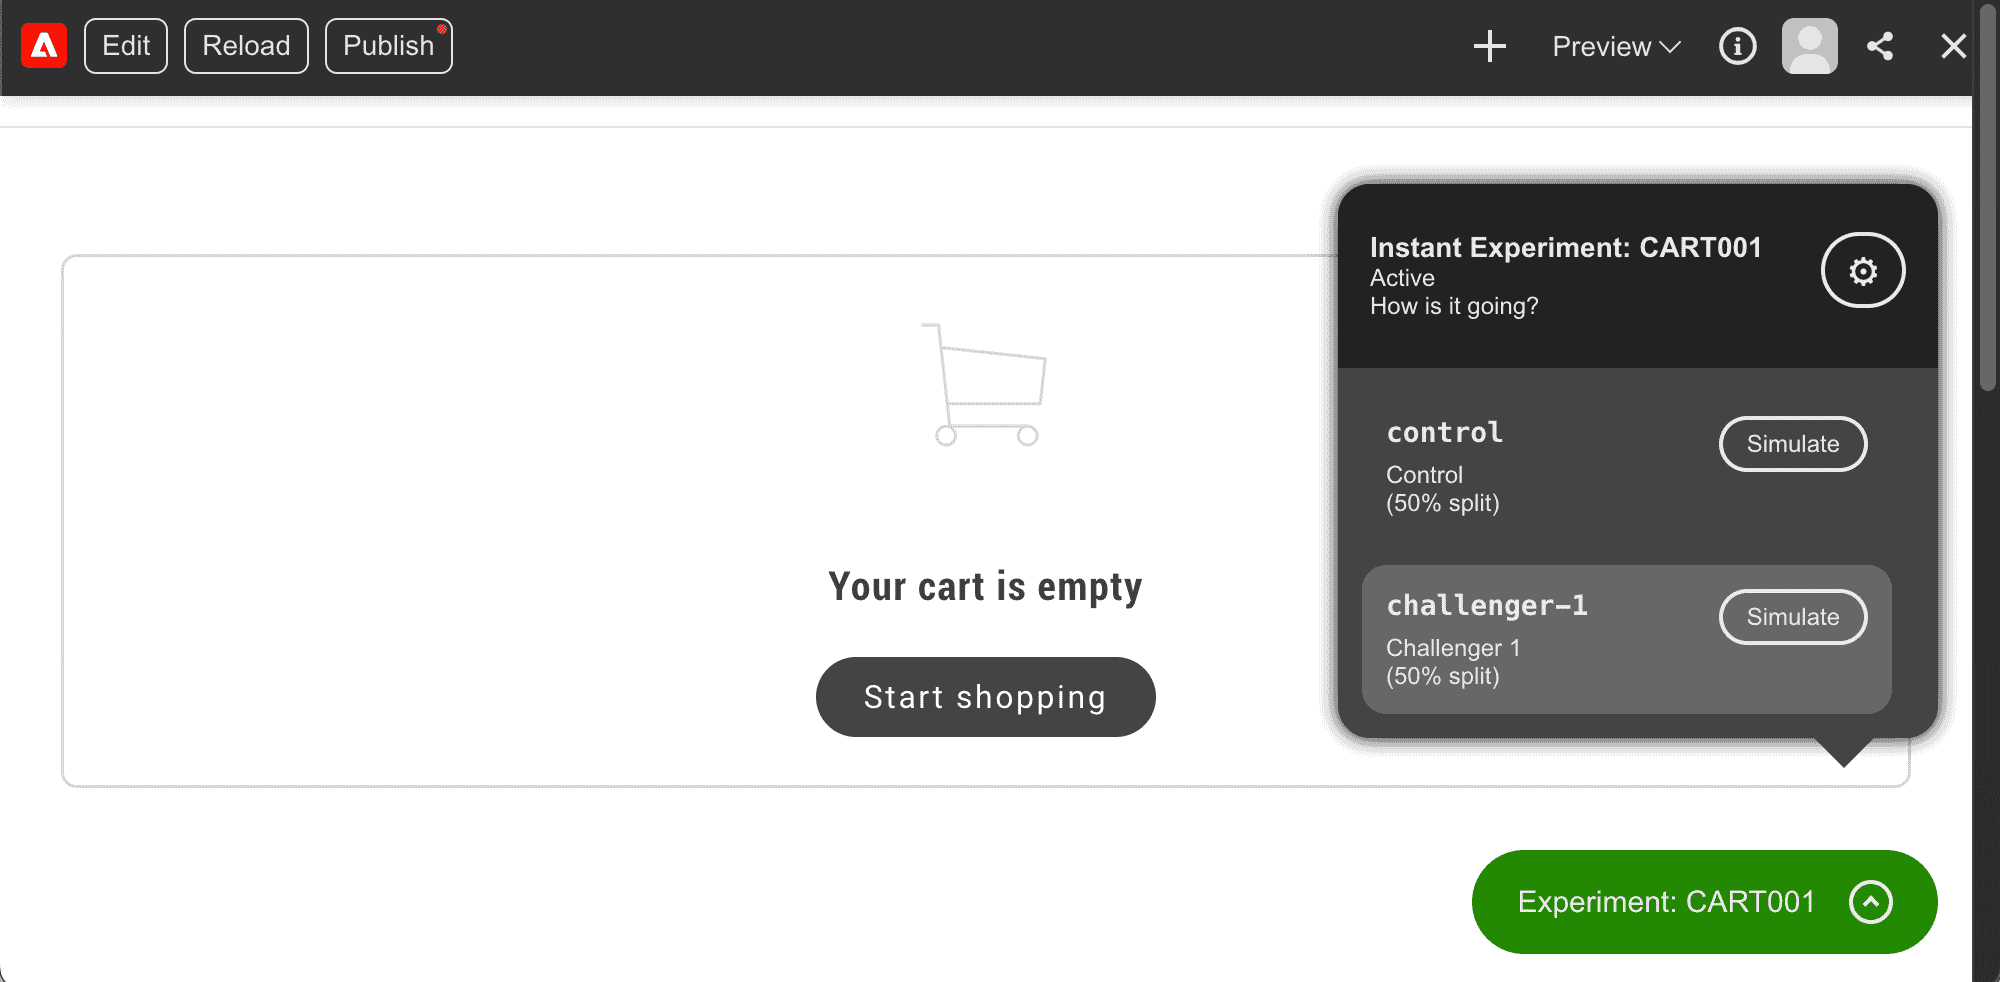 Edit
Reload
Publish
Preview
Instant Experiment: CART001
Active
How is it going?
control
Simulate
Control
(50% split)
challenger-1
Simulate
Challenger 1
(50% split)
Your cart is empty
Start shopping
Experiment: CART001